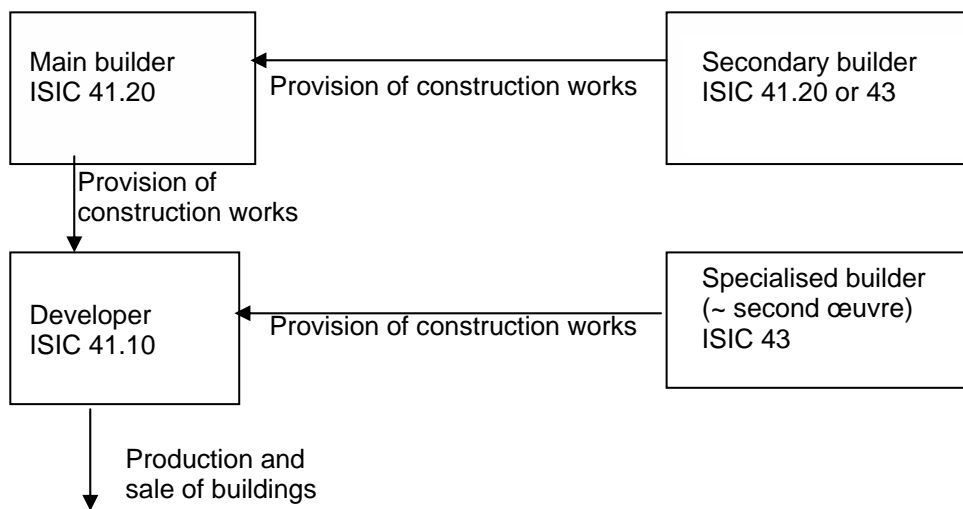 Main builder
ISIC 41.20
Provision of construction works
Secondary builder
ISIC 41.20 or 43
Provision of
construction works
Developer
ISIC 41.10
Provision of construction works
Specialised builder
(~ second œuvre)
ISIC 43
Production and
sale of buildings